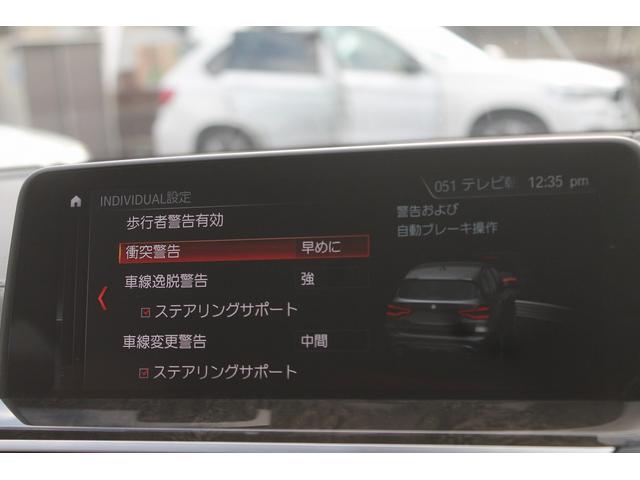 INDIVIDUAL設定
051 テレビ朝
12:35 pm
歩行者警告有効
衝突警告 早めに
車線逸脱警告 強
ステアリングサポート
車線変更警告 中間
ステアリングサポート
警告および
自動ブレーキ操作